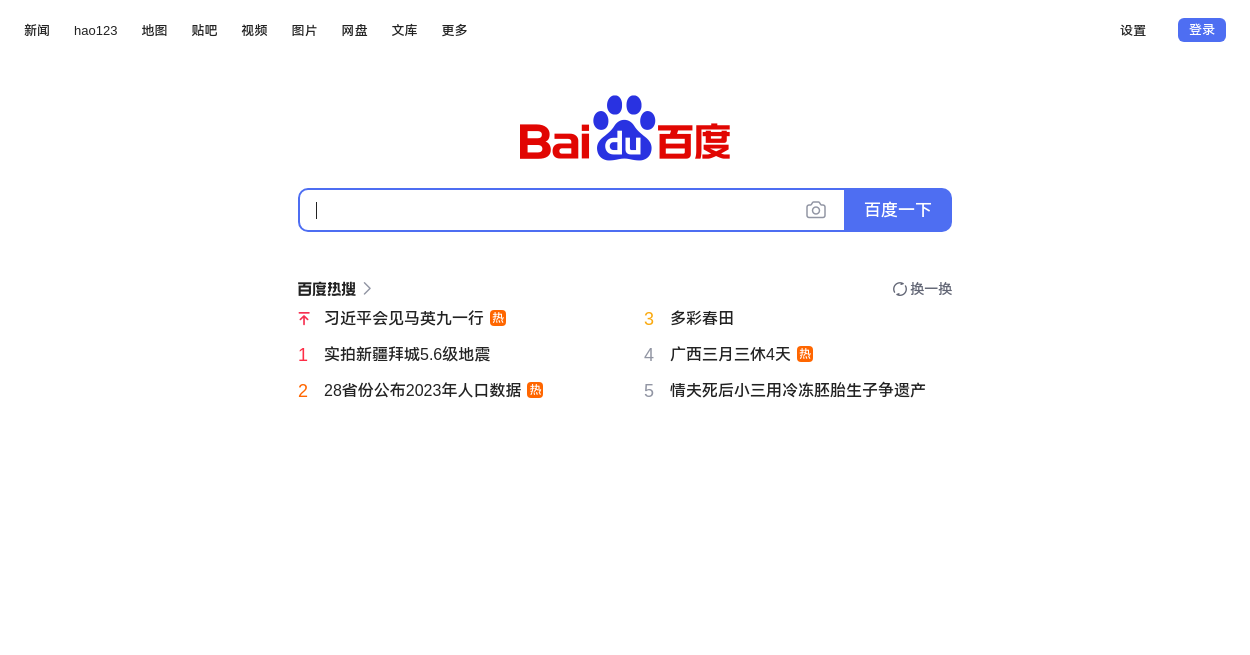 新闻 hao123 地图 贴吧 视频 图片 网盘 文库 更多 设置 登录
Bai du 百度
百度一下
百度热搜 换一换
习近平会见马英九一行 热
1 实拍新疆拜城5.6级地震
2 28省份公布2023年人口数据 热
3 多彩春田
4 广西三月三休4天 热
5 情夫死后小三用冷冻胚胎生子争遗产